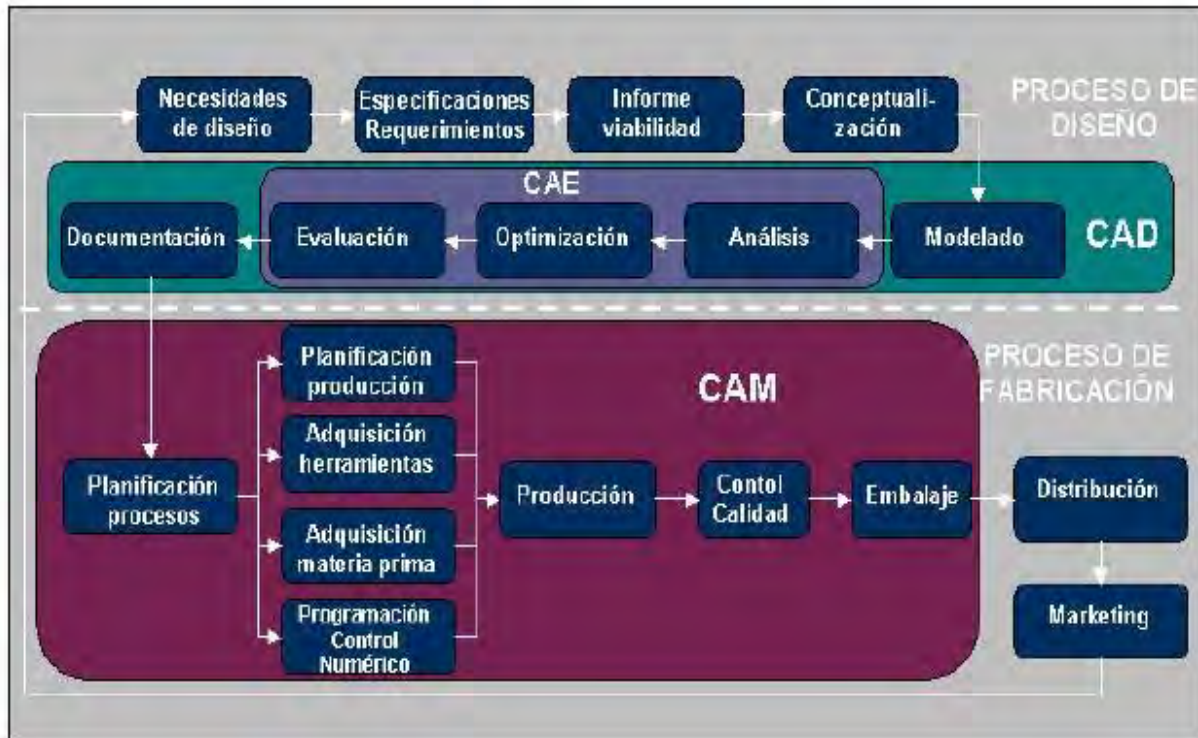 Necesidades
de diseño
Especificaciones
Requerimientos
Informe
viabilidad
Conceptuali-
zación
PROCESO DE
DISEÑO
CAE
Documentación
Evaluación
Optimización
Análisis
Modelado
CAD
PROCESO DE
FABRICACIÓN
CAM
Planificación
procesos
Planificación
producción
Adquisición
herramientas
Adquisición
materia prima
Programación
Control
Numérico
Producción
Contol
Calidad
Embalaje
Distribución
Marketing